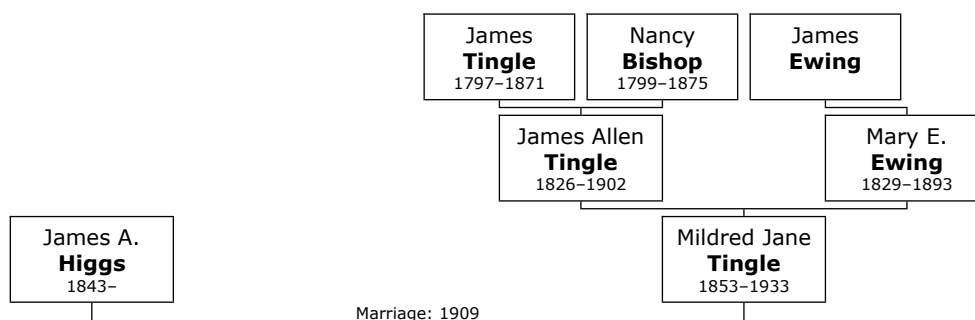 James
Tingle
1797–1871
Nancy
Bishop
1799–1875
James
Ewing
James Allen
Tingle
1826–1902
Mary E.
Ewing
1829–1893
James A.
Higgs
1843–
Mildred Jane
Tingle
1853–1933
Marriage: 1909